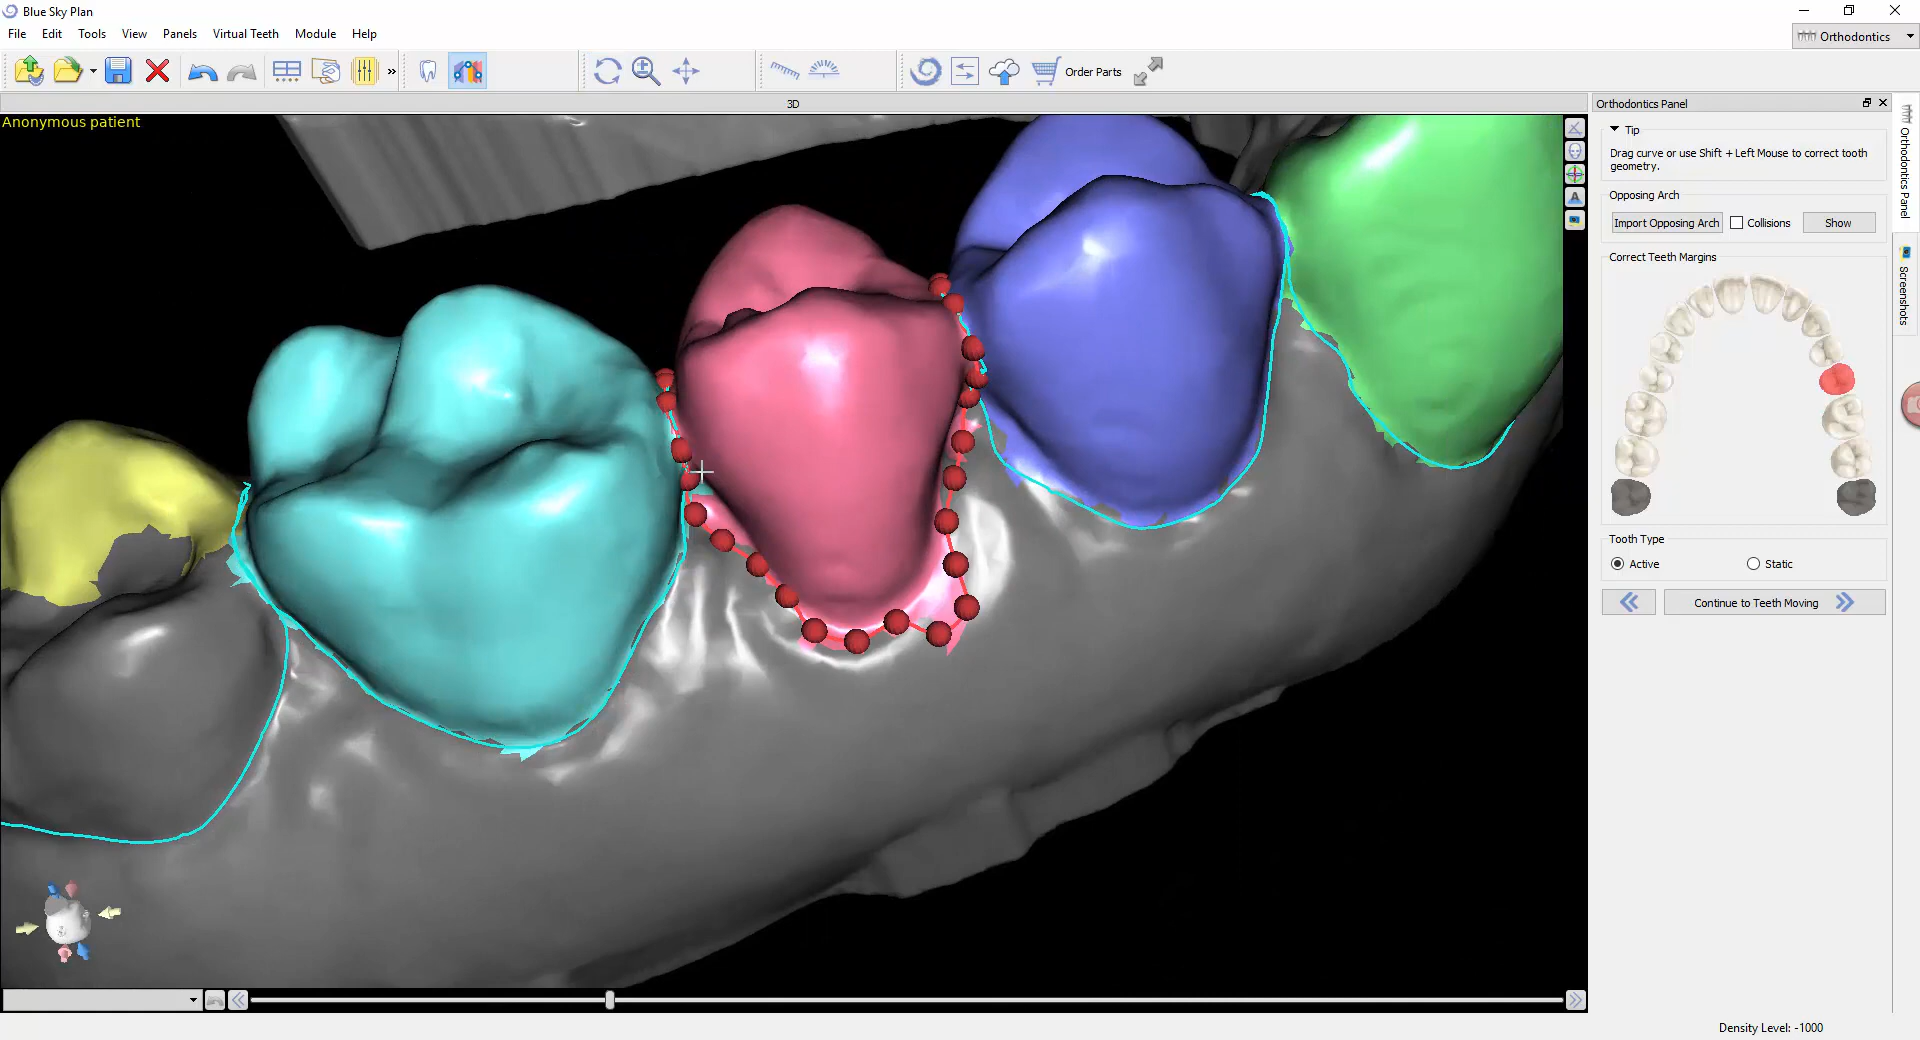 Blue Sky Plan
File Edit Tools View Panels Virtual Teeth Module Help
Orthodontics
» Order Parts
3D
Anonymous patient
Orthodontics Panel
Tip
Drag curve or use Shift + Left Mouse to correct tooth
geometry.
Opposing Arch
Import Opposing Arch Collisions Show
Correct Teeth Margins
Tooth Type
Active Static
Continue to Teeth Moving
Orthodontics Panel
Screenshots
Density Level: -1000